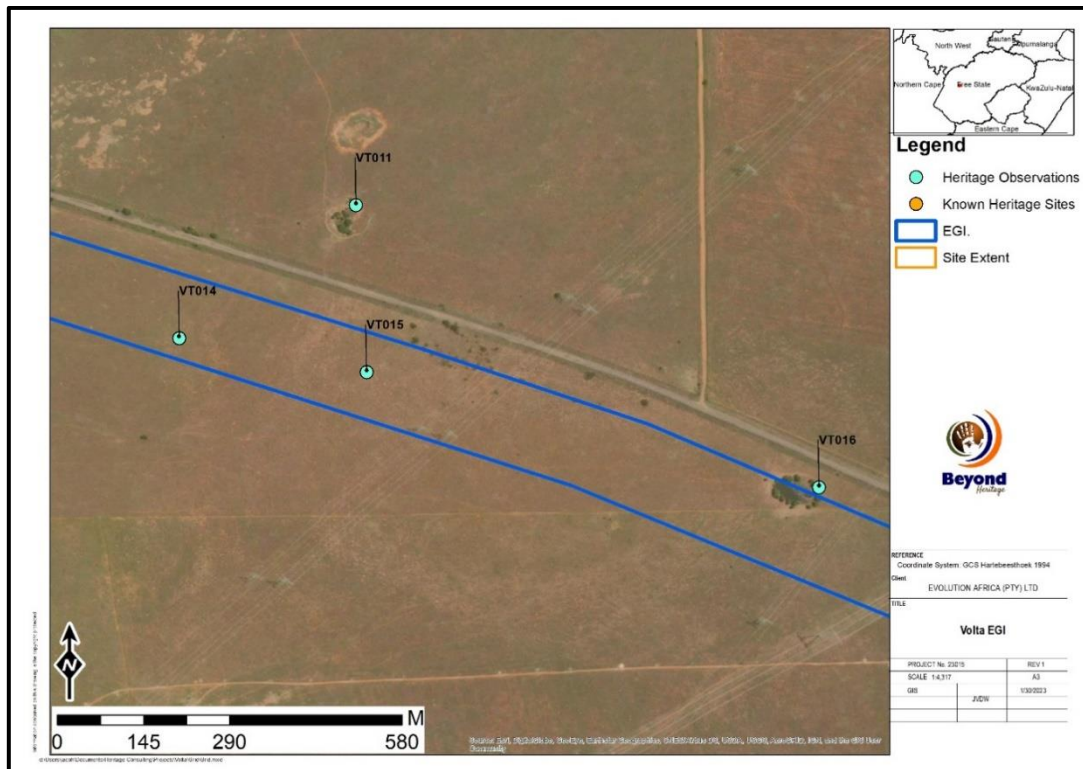 VT011
VT014
VT015
VT016
N
M
0 145 290 580
North West
Gauteng
Mpumalanga
Northern Cape
Free State
KwaZulu-Natal
Eastern Cape
Legend
Heritage Observations
Known Heritage Sites
EGI.
Site Extent
Beyond
Heritage
REFERENCE
Coordinate System: GCS Hartebeesthoek 1994
Client
EVOLUTION AFRICA (PTY) LTD
TITLE
Volta EGI
PROJECT No. 23015 REV 1
SCALE 1:4,317 A3
GIS JVDW 1/30/2023